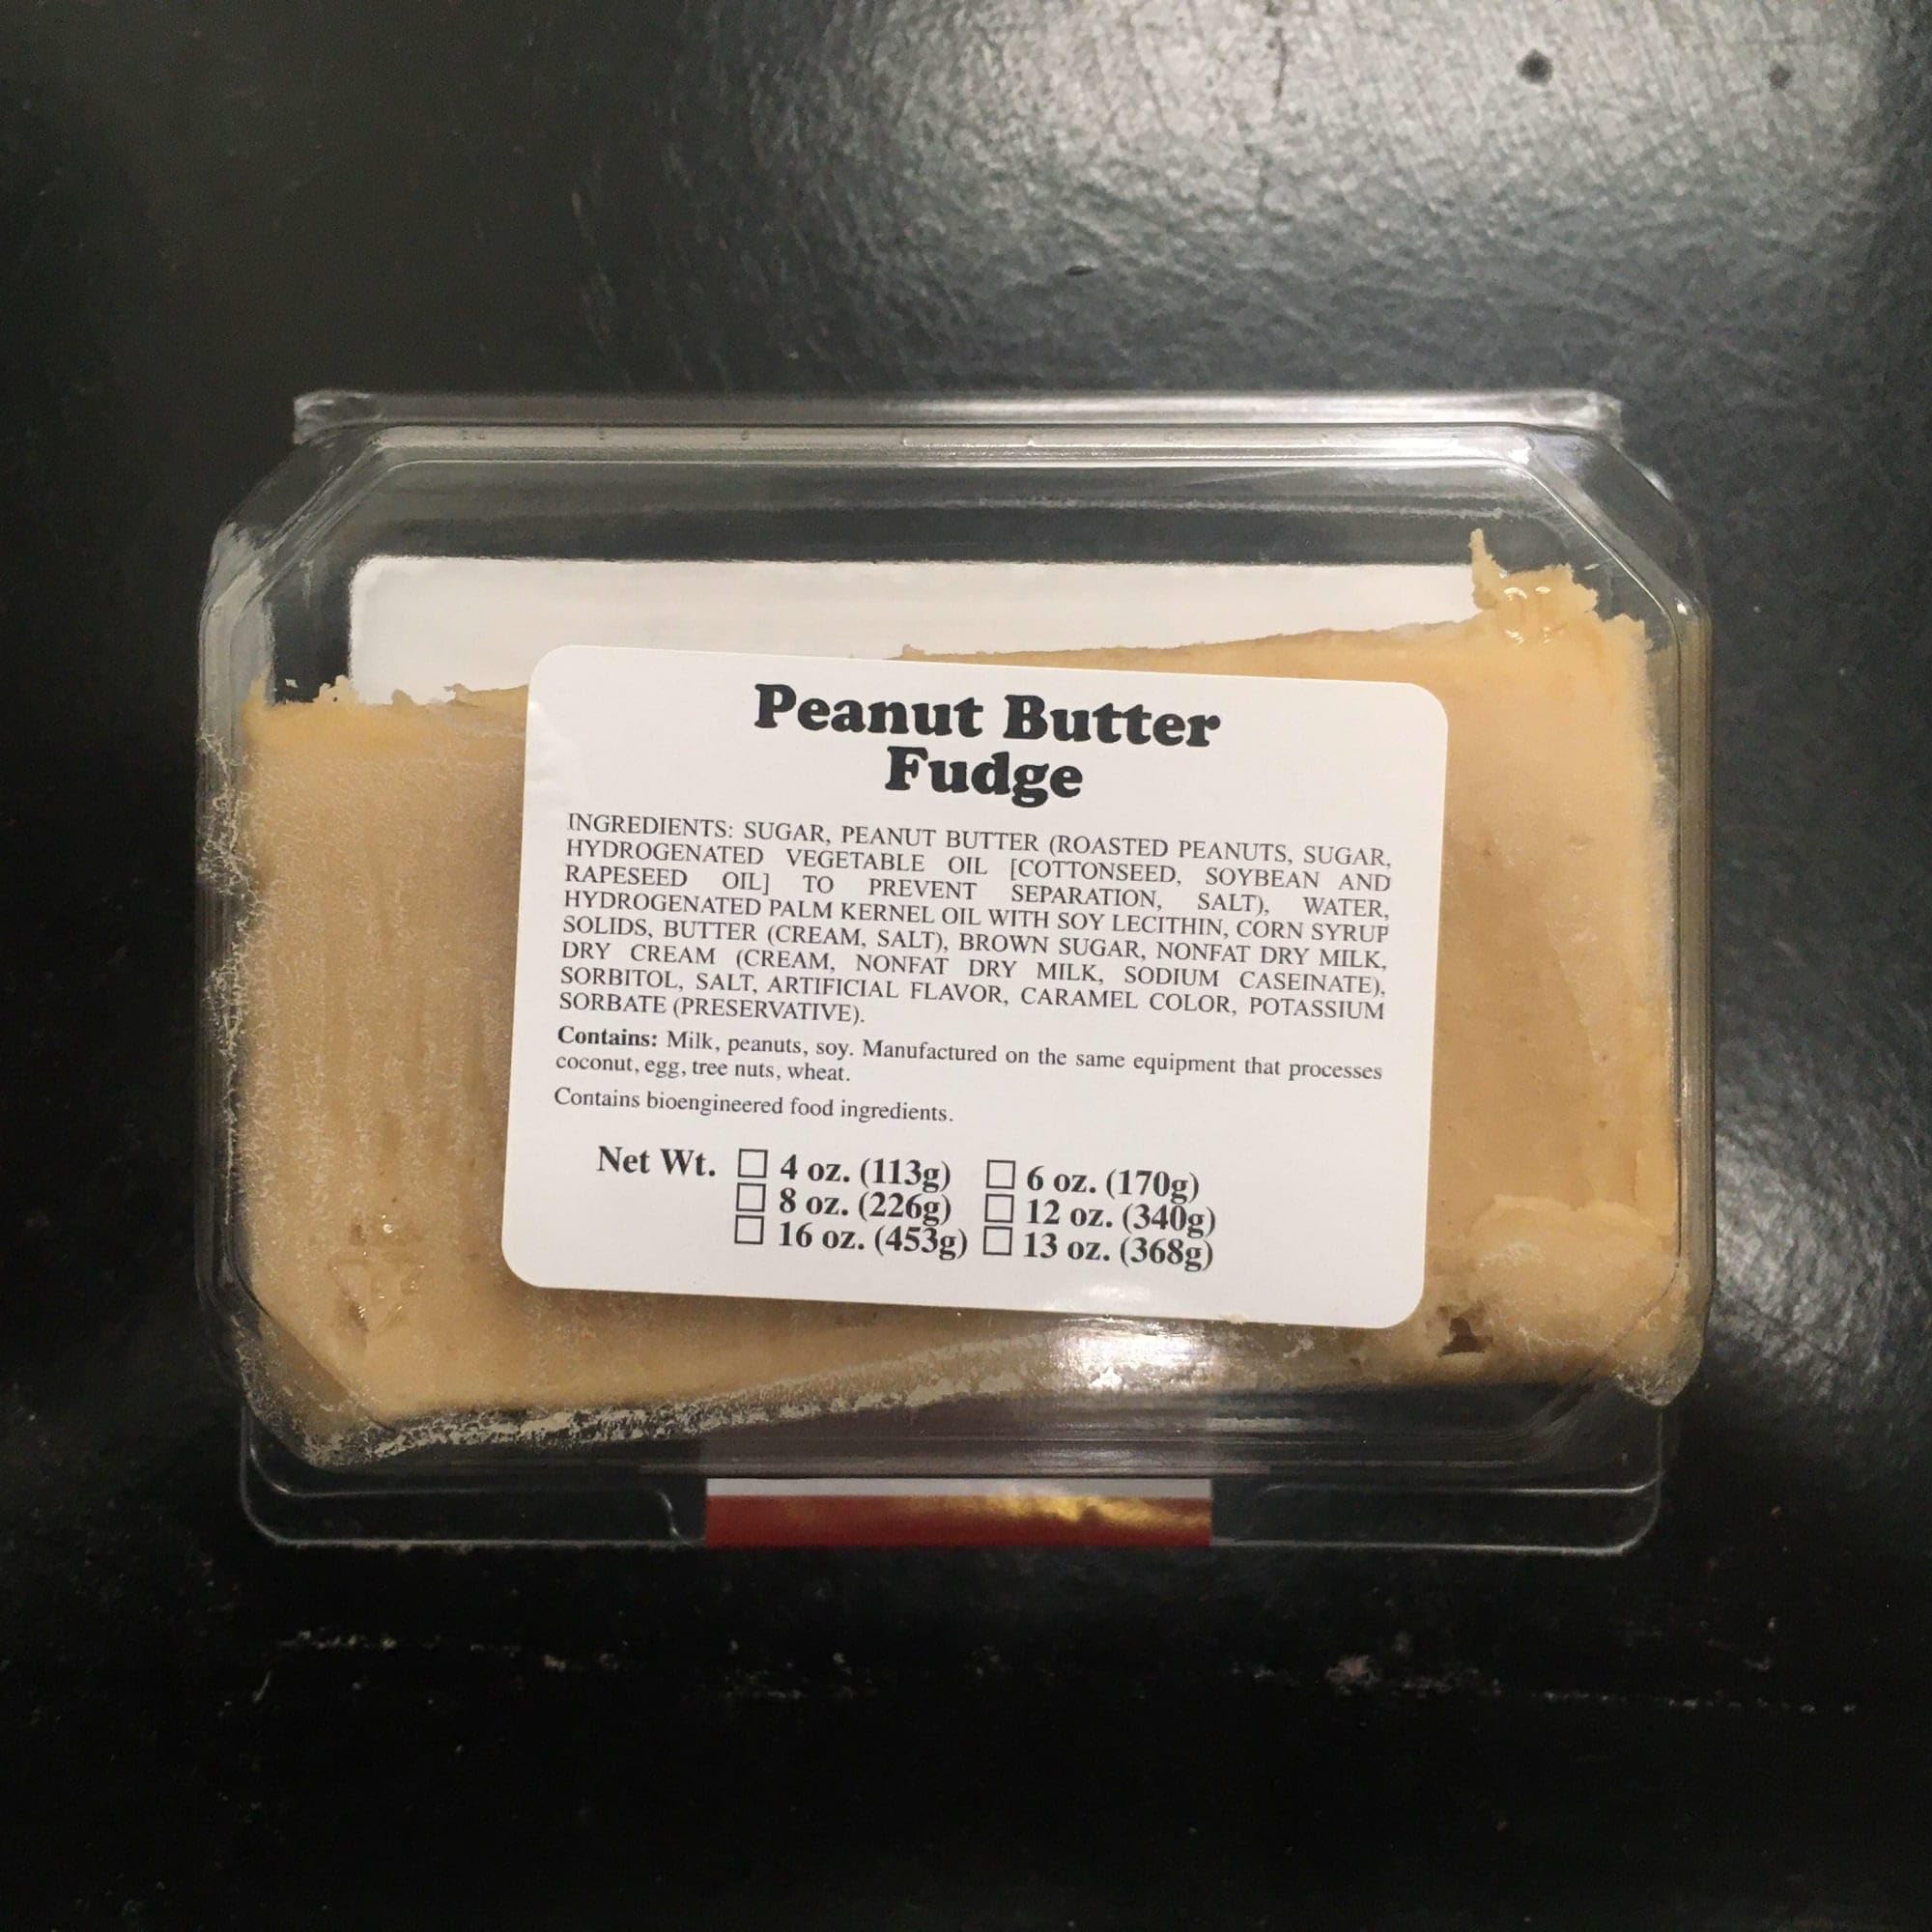 Peanut Butter
Fudge
INGREDIENTS: SUGAR, PEANUT BUTTER (ROASTED PEANUTS, SUGAR,
HYDROGENATED VEGETABLE OIL [COTTONSEED, SOYBEAN AND
RAPESEED OIL] TO PREVENT SEPARATION, SALT), WATER,
HYDROGENATED PALM KERNEL OIL WITH SOY LECITHIN, CORN SYRUP
SOLIDS, BUTTER (CREAM, SALT), BROWN SUGAR, NONFAT DRY MILK,
DRY CREAM (CREAM, NONFAT DRY MILK, SODIUM CASEINATE),
SORBITOL, SALT, ARTIFICIAL FLAVOR, CARAMEL COLOR, POTASSIUM
SORBATE (PRESERVATIVE).
Contains: Milk, peanuts, soy. Manufactured on the same equipment that processes
coconut, egg, tree nuts, wheat.
Contains bioengineered food ingredients.
Net Wt. ☐ 4 oz. (113g) ☐ 6 oz. (170g)
☐ 8 oz. (226g) ☐ 12 oz. (340g)
☐ 16 oz. (453g) ☐ 13 oz. (368g)